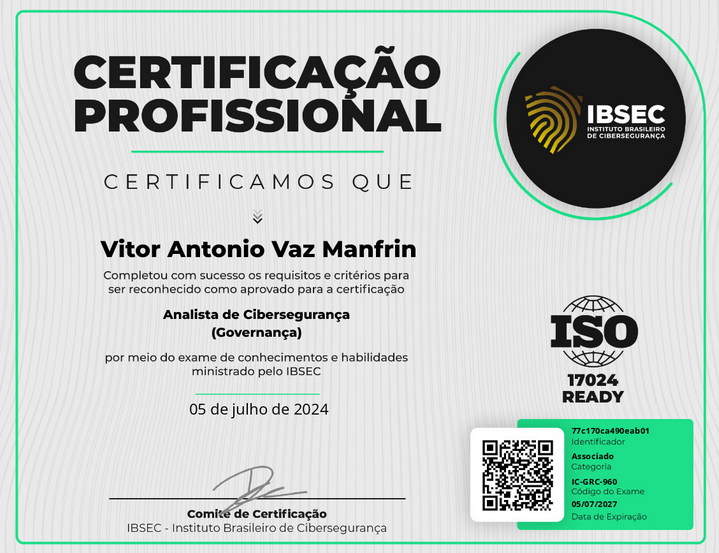 CERTIFICAÇÃO
PROFISSIONAL
IBSEC
INSTITUTO BRASILEIRO
DE CIBERSEGURANÇA
CERTIFICAMOS QUE
Vitor Antonio Vaz Manfrin
Completou com sucesso os requisitos e critérios para
ser reconhecido como aprovado para a certificação
Analista de Cibersegurança
(Governança)
por meio do exame de conhecimentos e habilidades
ministrado pelo IBSEC
05 de julho de 2024
Comitê de Certificação
IBSEC - Instituto Brasileiro de Cibersegurança
ISO
17024
READY
77c170ca490eab01
Identificador
Associado
Categoria
IC-GRC-960
Código do Exame
05/07/2027
Data de Expiração